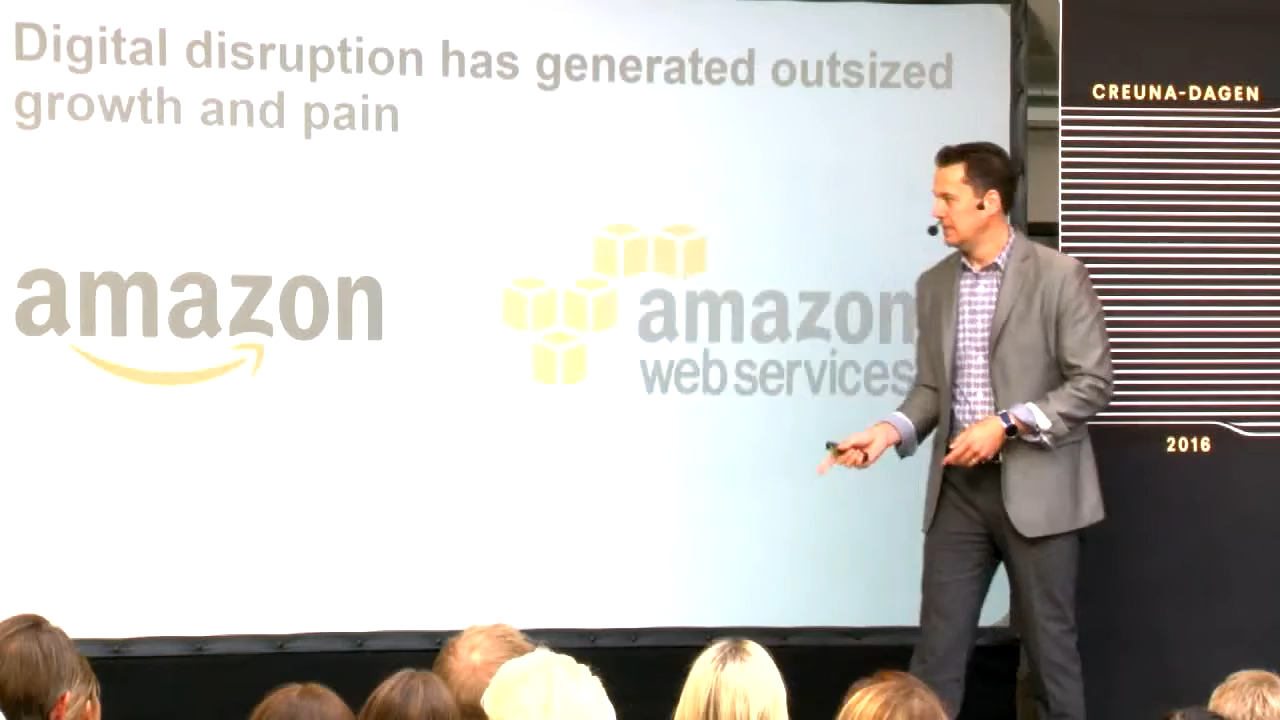 Digital disruption has generated outsized
growth and pain
amazon
amazon
web services
CREUNA-DAGEN
2016